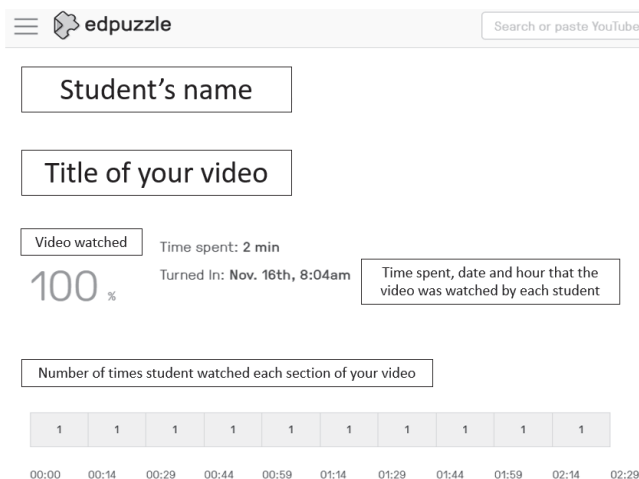 edpuzzle
Search or paste YouTube
Student's name
Title of your video
Video watched
100 %
Time spent: 2 min
Turned In: Nov. 16th, 8:04am
Time spent, date and hour that the
video was watched by each student
Number of times student watched each section of your video
1 1 1 1 1 1 1 1 1 1
00:00 00:14 00:29 00:44 00:59 01:14 01:29 01:44 01:59 02:14 02:29